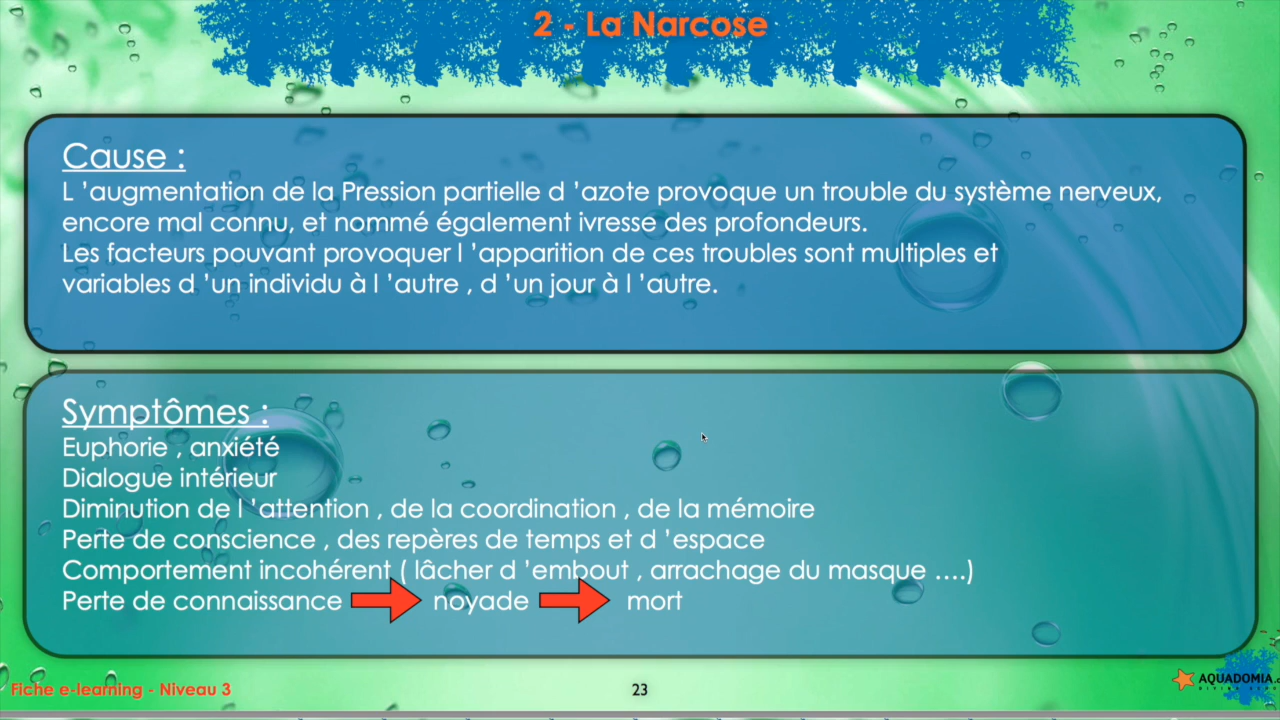 2 - La Narcose
Cause :
L 'augmentation de la Pression partielle d 'azote provoque un trouble du système nerveux,
encore mal connu, et nommé également ivresse des profondeurs.
Les facteurs pouvant provoquer l 'apparition de ces troubles sont multiples et
variables d 'un individu à l 'autre , d 'un jour à l 'autre.
Symptômes :
Euphorie , anxiété
Dialogue intérieur
Diminution de l 'attention , de la coordination , de la mémoire
Perte de conscience , des repères de temps et d 'espace
Comportement incohérent ( lâcher d 'embout , arrachage du masque ....)
Perte de connaissance noyade mort
Fiche e-learning - Niveau 3
23
AQUADOMIA.c